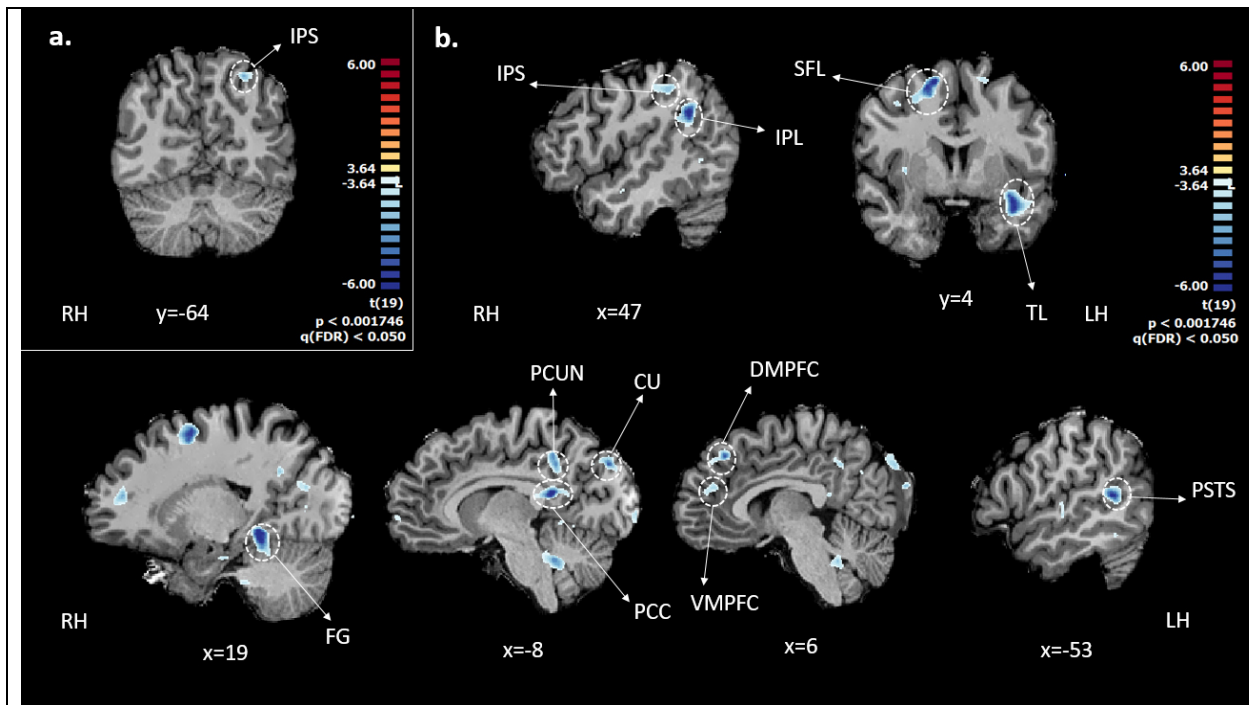 a.
IPS
6.00
3.64
-3.64
-6.00
t(19)
p < 0.001746
q(FDR) < 0.050
RH
y=-64
b.
IPS
IPL
RH
x=47
SFL
y=4
TL
LH
6.00
3.64
-3.64
-6.00
t(19)
p < 0.001746
q(FDR) < 0.050
RH
x=19
FG
PCUN
CU
PCC
x=-8
DMPFC
VMPFC
x=6
PSTS
x=-53
LH